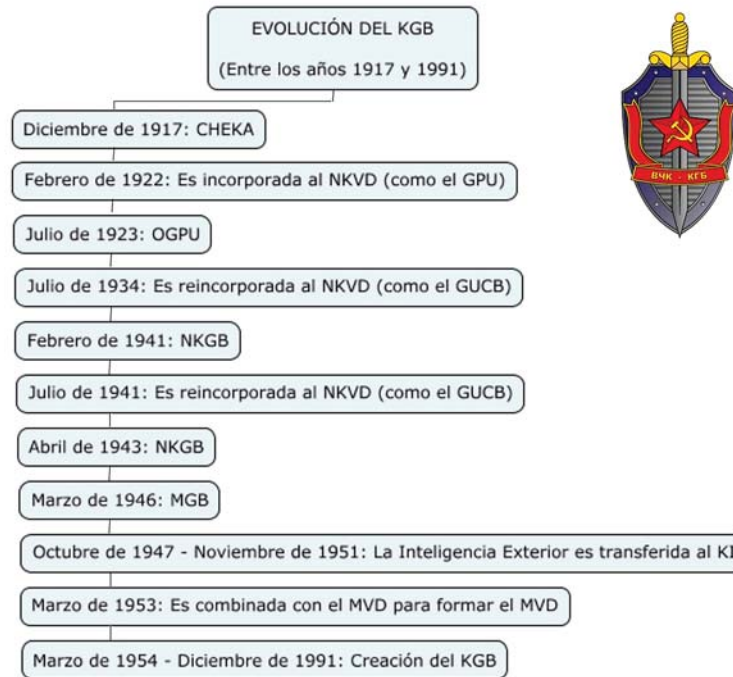 EVOLUCIÓN DEL KGB
(Entre los años 1917 y 1991)
Diciembre de 1917: CHEKA
Febrero de 1922: Es incorporada al NKVD (como el GPU)
Julio de 1923: OGPU
Julio de 1934: Es reincorporada al NKVD (como el GUCB)
Febrero de 1941: NKGB
Julio de 1941: Es reincorporada al NKVD (como el GUCB)
Abril de 1943: NKGB
Marzo de 1946: MGB
Octubre de 1947 - Noviembre de 1951: La Inteligencia Exterior es transferida al
Marzo de 1953: Es combinada con el MVD para formar el MVD
Marzo de 1954 - Diciembre de 1991: Creación del KGB
ВЧК - КГБ